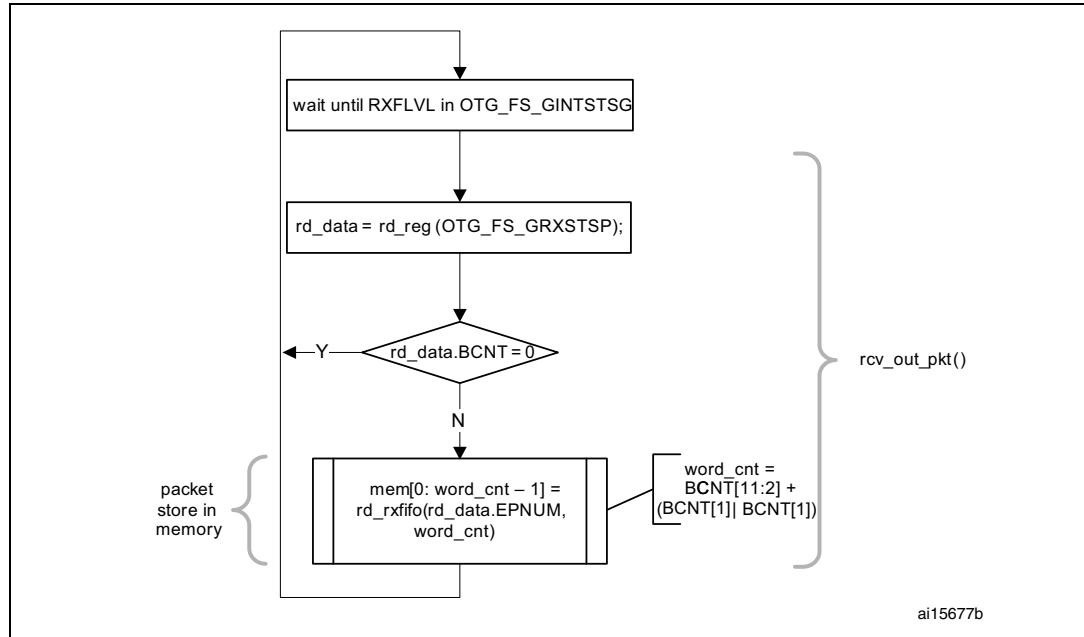 wait until RXFLVL in OTG_FS_GINTSTSG
rd_data = rd_reg (OTG_FS_GRXSTSP);
rd_data.BCNT = 0
Y
rcv_out_pkt()
N
packet
store in
memory
mem[0: word_cnt – 1] =
rd_rxfifo(rd_data.EPNUM,
word_cnt)
word_cnt =
BCNT[11:2] +
(BCNT[1] | BCNT[1])
ai15677b